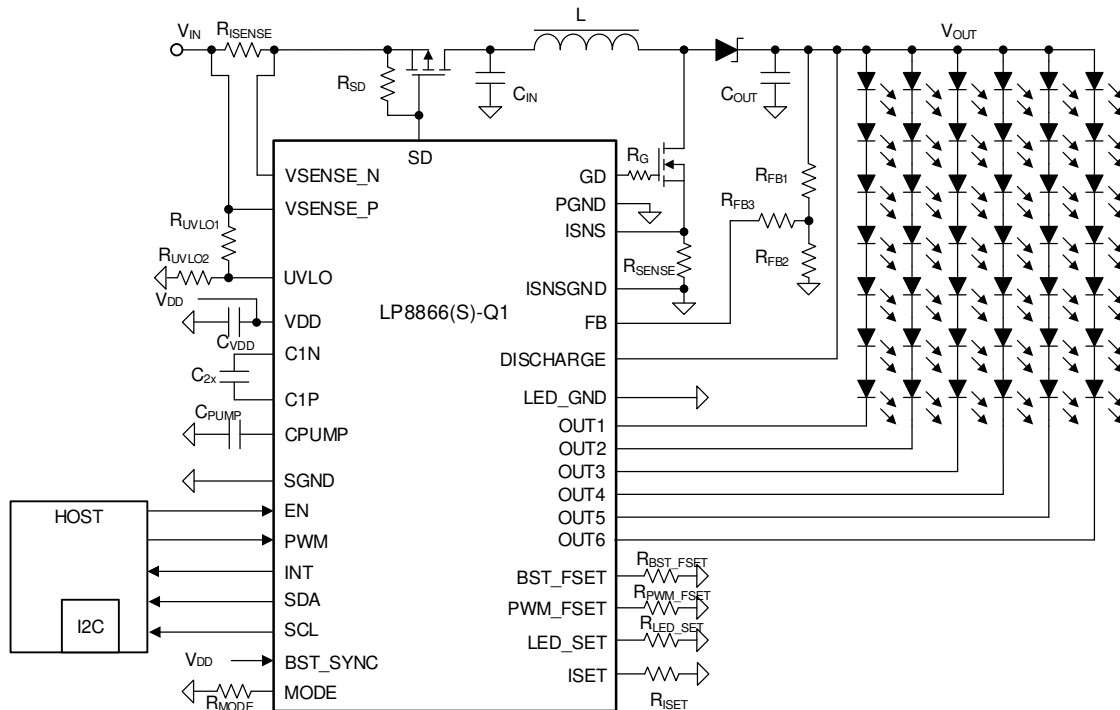 VIN
RISENSE
L
VOUT
RSD
CIN
COUT
SD
VSENSE_N
VSENSE_P
RUVLO1
RUVLO2
UVLO
VDD
VDD
CVDD
C1N
C2x
C1P
CPUMP
CPUMP
SGND
HOST
EN
PWM
INT
SDA
I2C
SCL
VDD
BST_SYNC
MODE
RMODE
LP8866(S)-Q1
GD
RG
PGND
ISNS
RSENSE
ISNSGND
RFB1
RFB3
RFB2
FB
DISCHARGE
LED_GND
OUT1
OUT2
OUT3
OUT4
OUT5
OUT6
BST_FSET
RBST_FSET
PWM_FSET
RPWM_FSET
LED_SET
RLED_SET
ISET
RISET